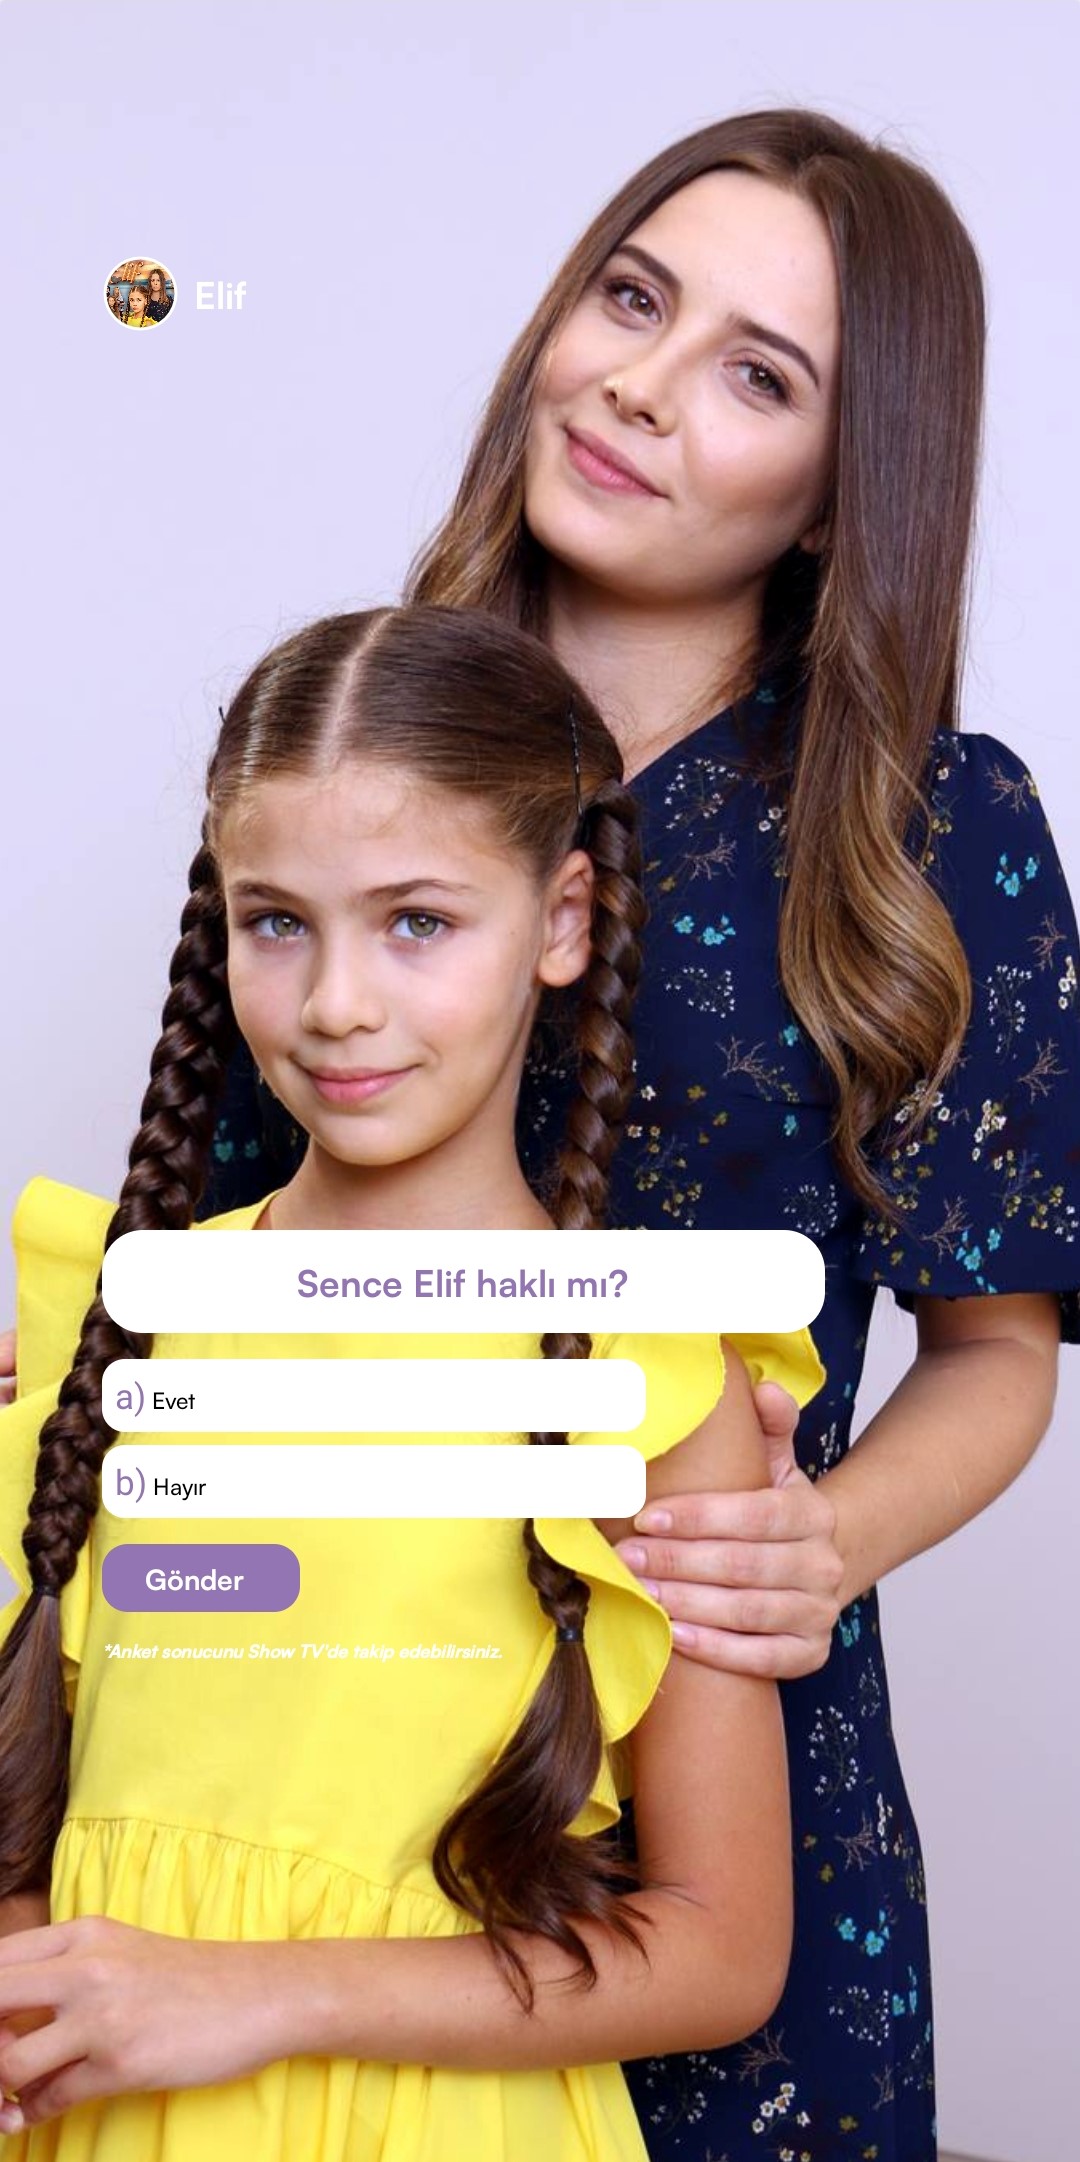 Elif
Sence Elif haklı mı?
a) Evet
b) Hayır
Gönder
*Anket sonucunu Show TV'de takip edebilirsiniz.